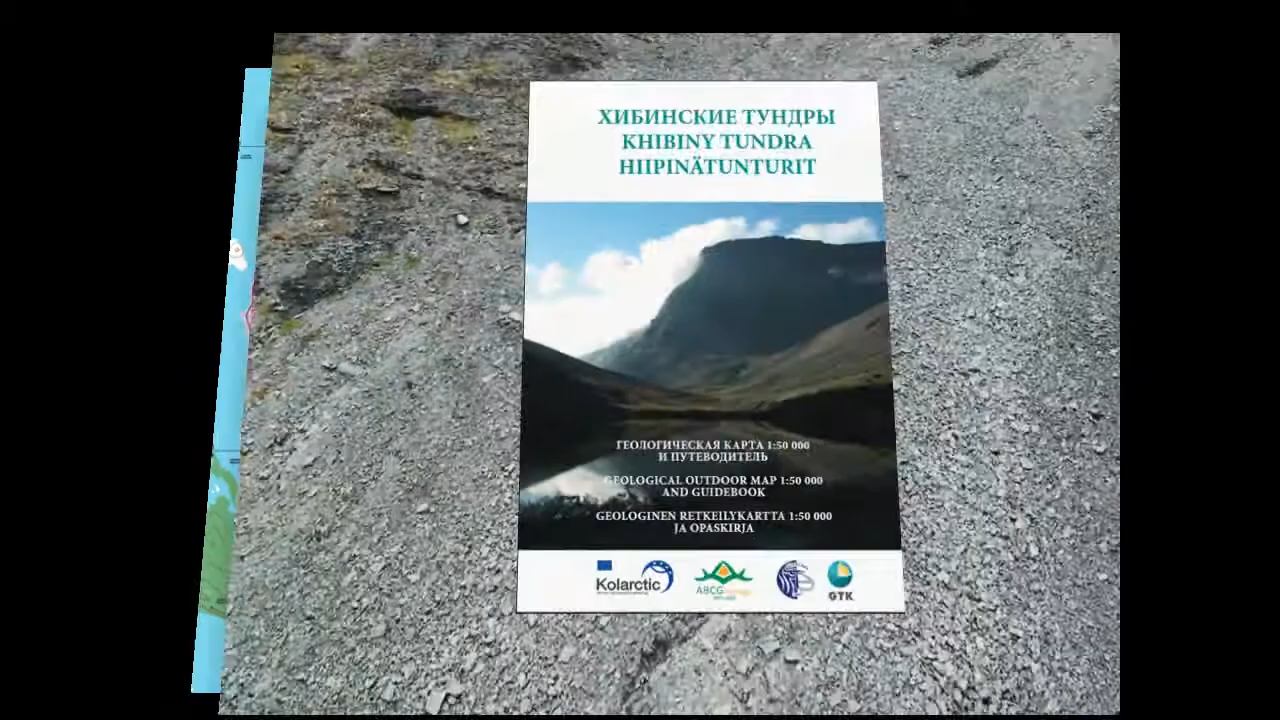 ХИБИНСКИЕ ТУНДРЫ
KHIBINY TUNDRA
HIIPINÄTUNTURIT
ГЕОЛОГИЧЕСКАЯ КАРТА 1:50 000
И ПУТЕВОДИТЕЛЬ
GEOLOGICAL OUTDOOR MAP 1:50 000
AND GUIDEBOOK
GEOLOGINEN RETKEILYKARTTA 1:50 000
JA OPASKIRJA
Kolarctic
ABCG
GTK